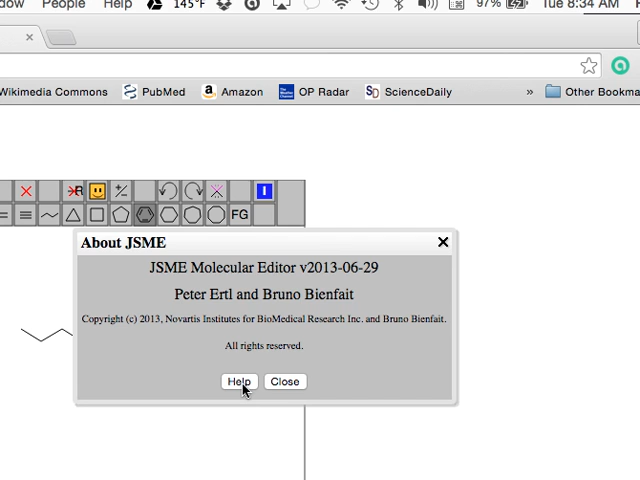 dow People Help 145°F 97% Tue 8:34 AM
Wikimedia Commons PubMed Amazon OP Radar ScienceDaily » Other Bookma
R +/- I
FG
About JSME
JSME Molecular Editor v2013-06-29
Peter Ertl and Bruno Bienfait
Copyright (c) 2013, Novartis Institutes for BioMedical Research Inc. and Bruno Bienfait.
All rights reserved.
Help Close